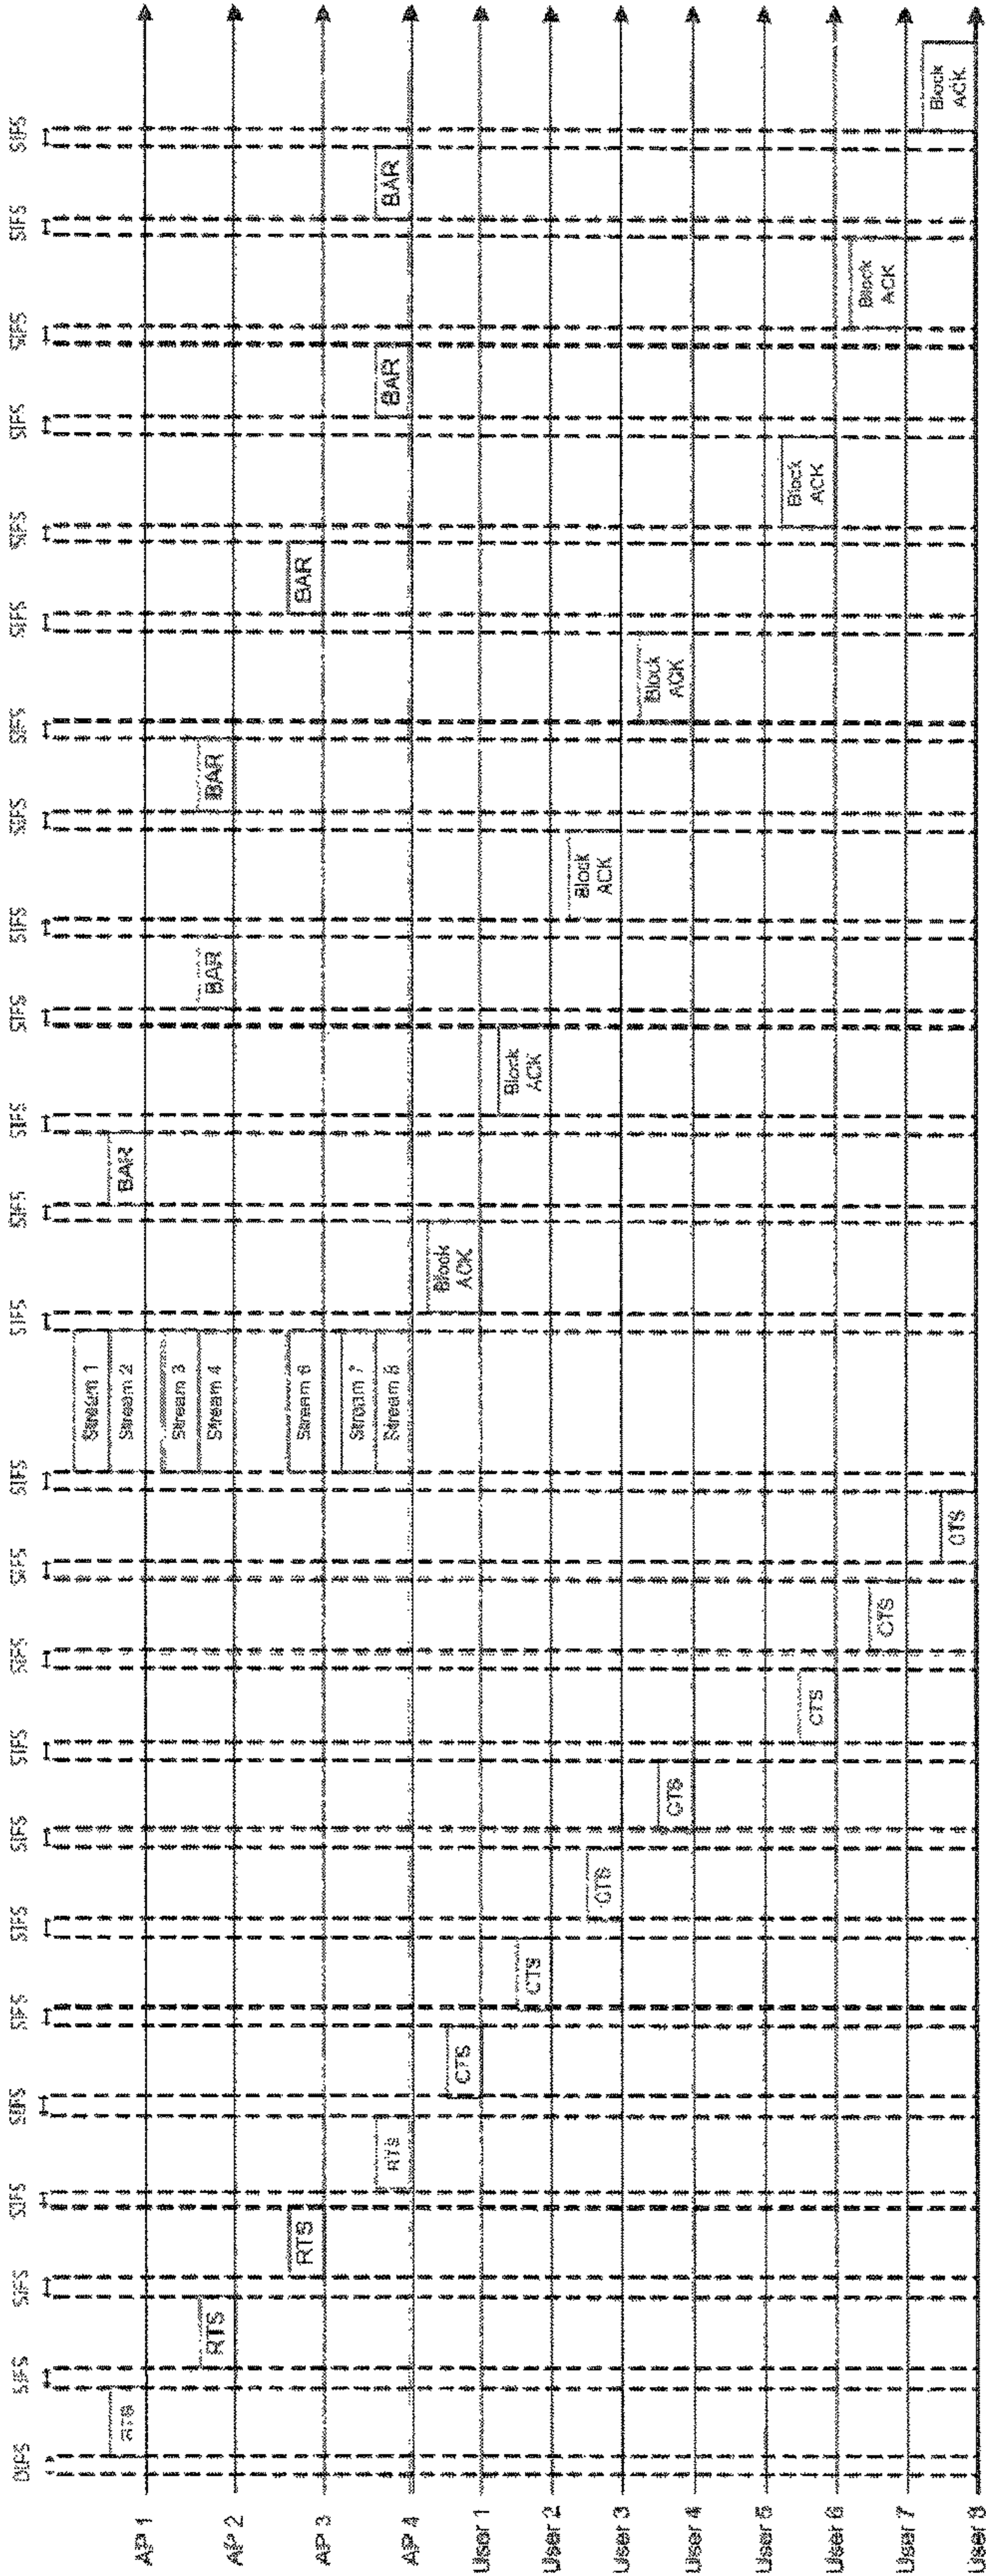 DIFS SIFS SIFS SIFS SIFS SIFS SIFS SIFS SIFS SIFS SIFS SIFS SIFS SIFS SIFS SIFS SIFS SIFS SIFS SIFS SIFS SIFS SIFS SIFS SIFS
Stream 1
AP 1 RTS Stream 2 BAR
Stream 3
AP 2 RTS Stream 4 BAR BAR
AP 3 RTS Stream 6 BAR
Stream 7
AP 4 RTS Stream 8 BAR BAR
Block
User 1 CTS ACK
Block
User 2 CTS ACK
Block
User 3 CTS ACK
Block
User 4 CTS ACK
User 5
Block
User 6 CTS ACK
Block
User 7 CTS ACK
Block
User 8 CTS ACK